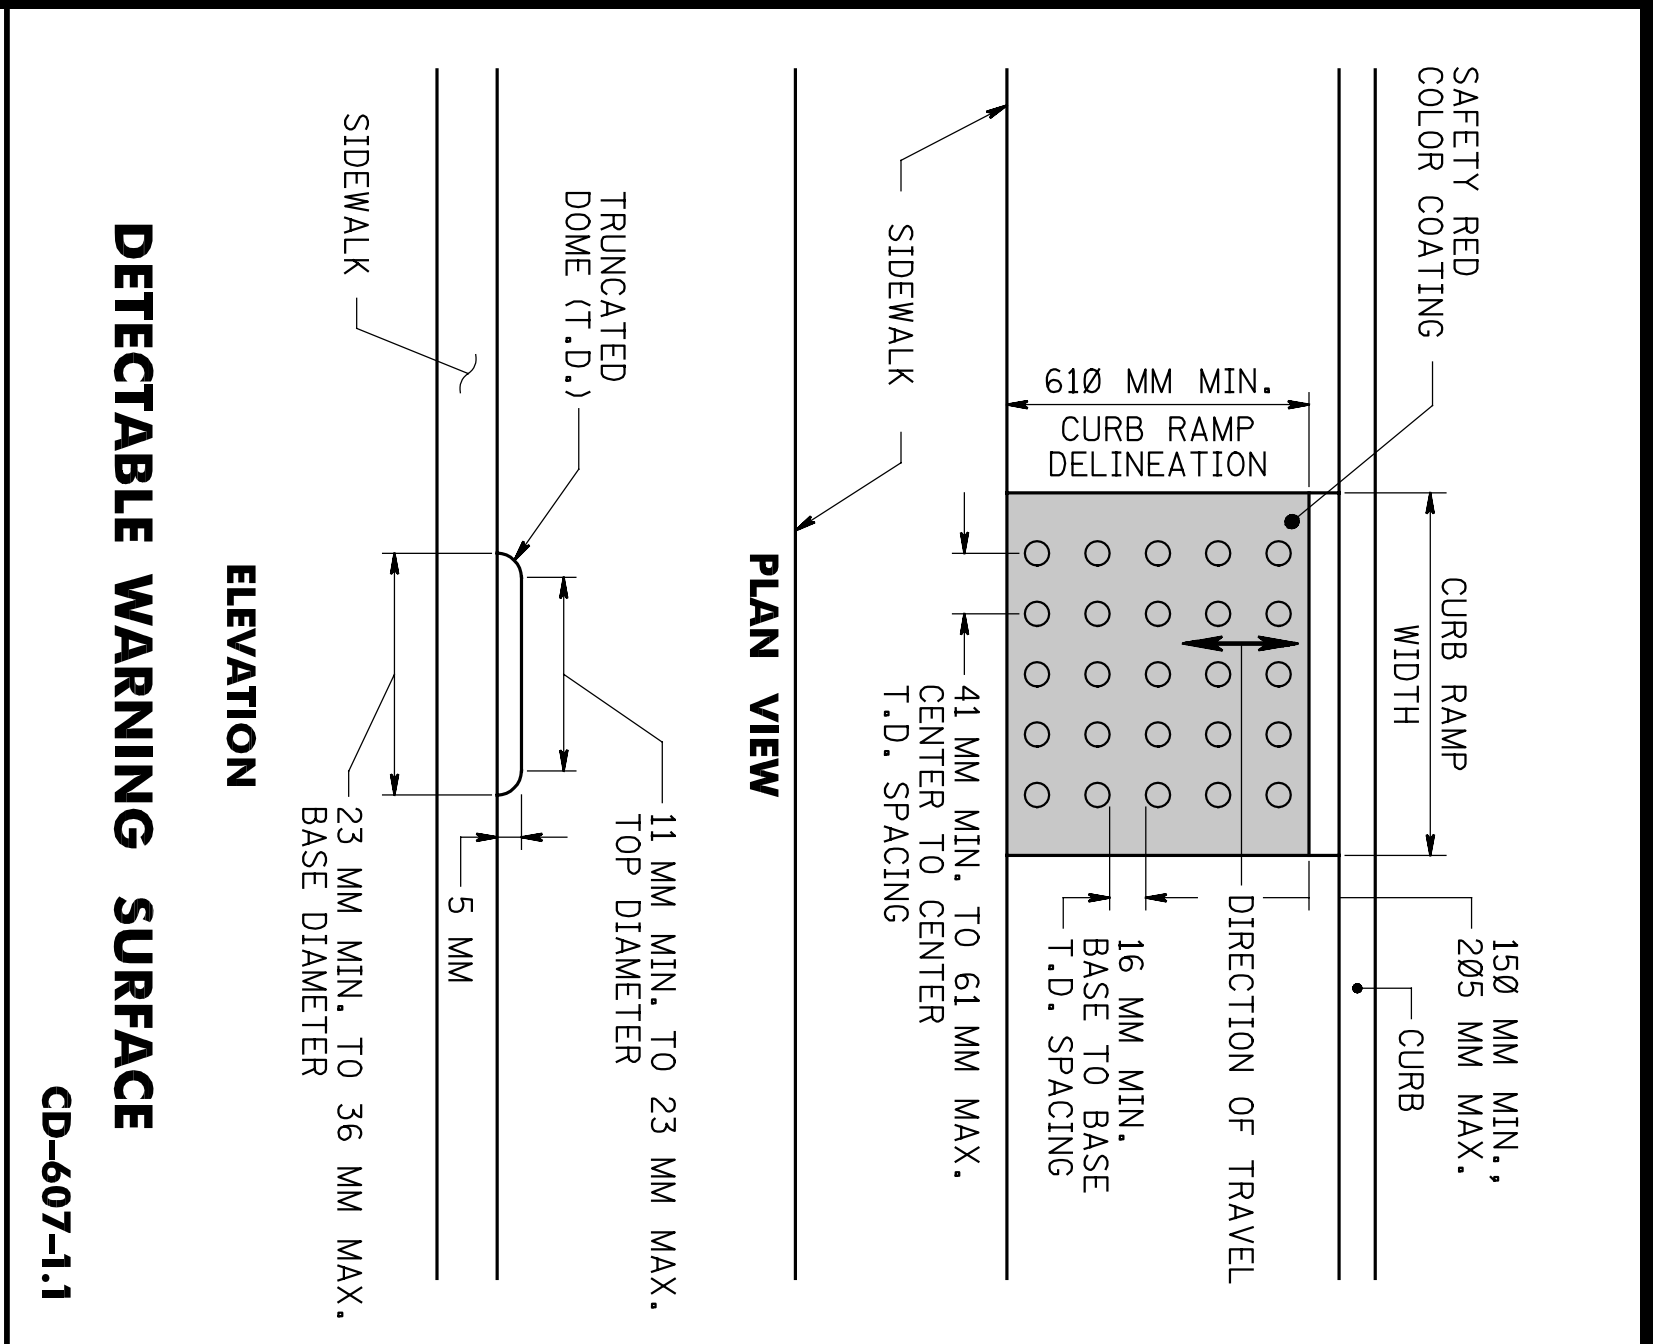 SAFETY RED
COLOR COATING
61Ø MM MIN.
CURB RAMP
DELINEATION
CURB RAMP
WIDTH
15Ø MM MIN.,
2Ø5 MM MAX.
CURB
DIRECTION OF TRAVEL
16 MM MIN.
BASE TO BASE
T.D. SPACING
41 MM MIN. TO 61 MM MAX.
CENTER TO CENTER
T.D. SPACING
SIDEWALK
PLAN VIEW
TRUNCATED
DOME (T.D.)
11 MM MIN. TO 23 MM MAX.
TOP DIAMETER
5 MM
SIDEWALK
23 MM MIN. TO 36 MM MAX.
BASE DIAMETER
ELEVATION
DETECTABLE WARNING SURFACE
CD-607-1.1